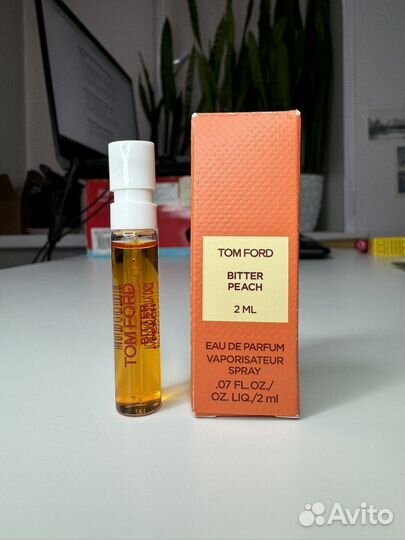 TOM FORD
BITTER
PEACH
TOM FORD
BITTER
PEACH
2 ML
EAU DE PARFUM
VAPORISATEUR
SPRAY
.07 FL.OZ./
OZ. LIQ./2 ml
Avito